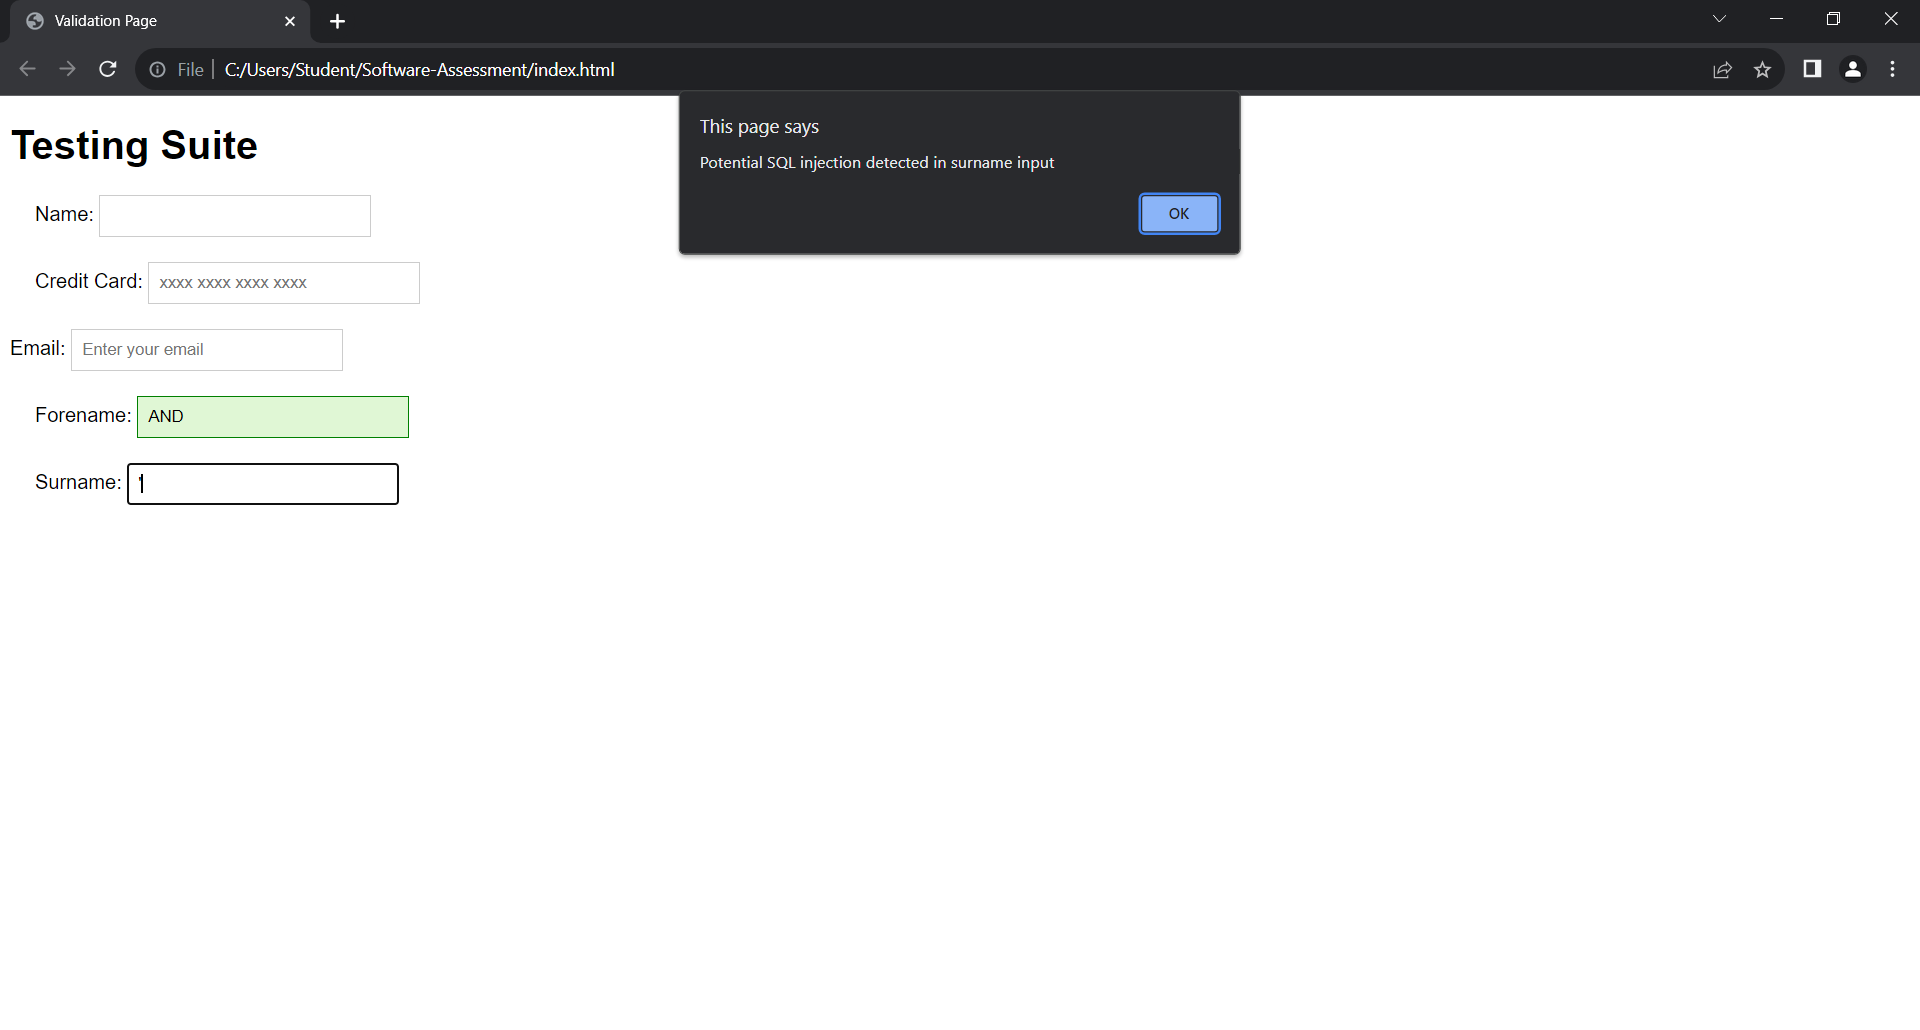 Validation Page
File
C:/Users/Student/Software-Assessment/index.html
This page says
Potential SQL injection detected in surname input
OK
Testing Suite
Name:
Credit Card: xxxx xxxx xxxx xxxx
Email: Enter your email
Forename: AND
Surname: '